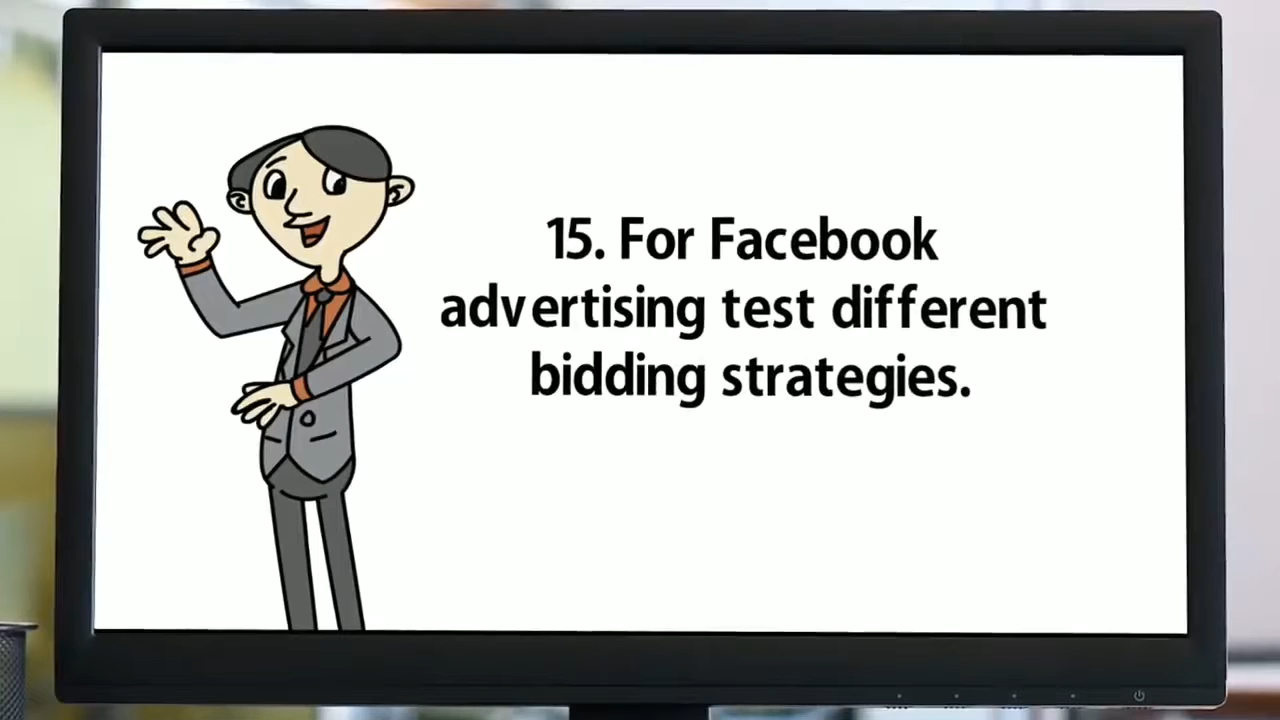 15. For Facebook
advertising test different
bidding strategies.